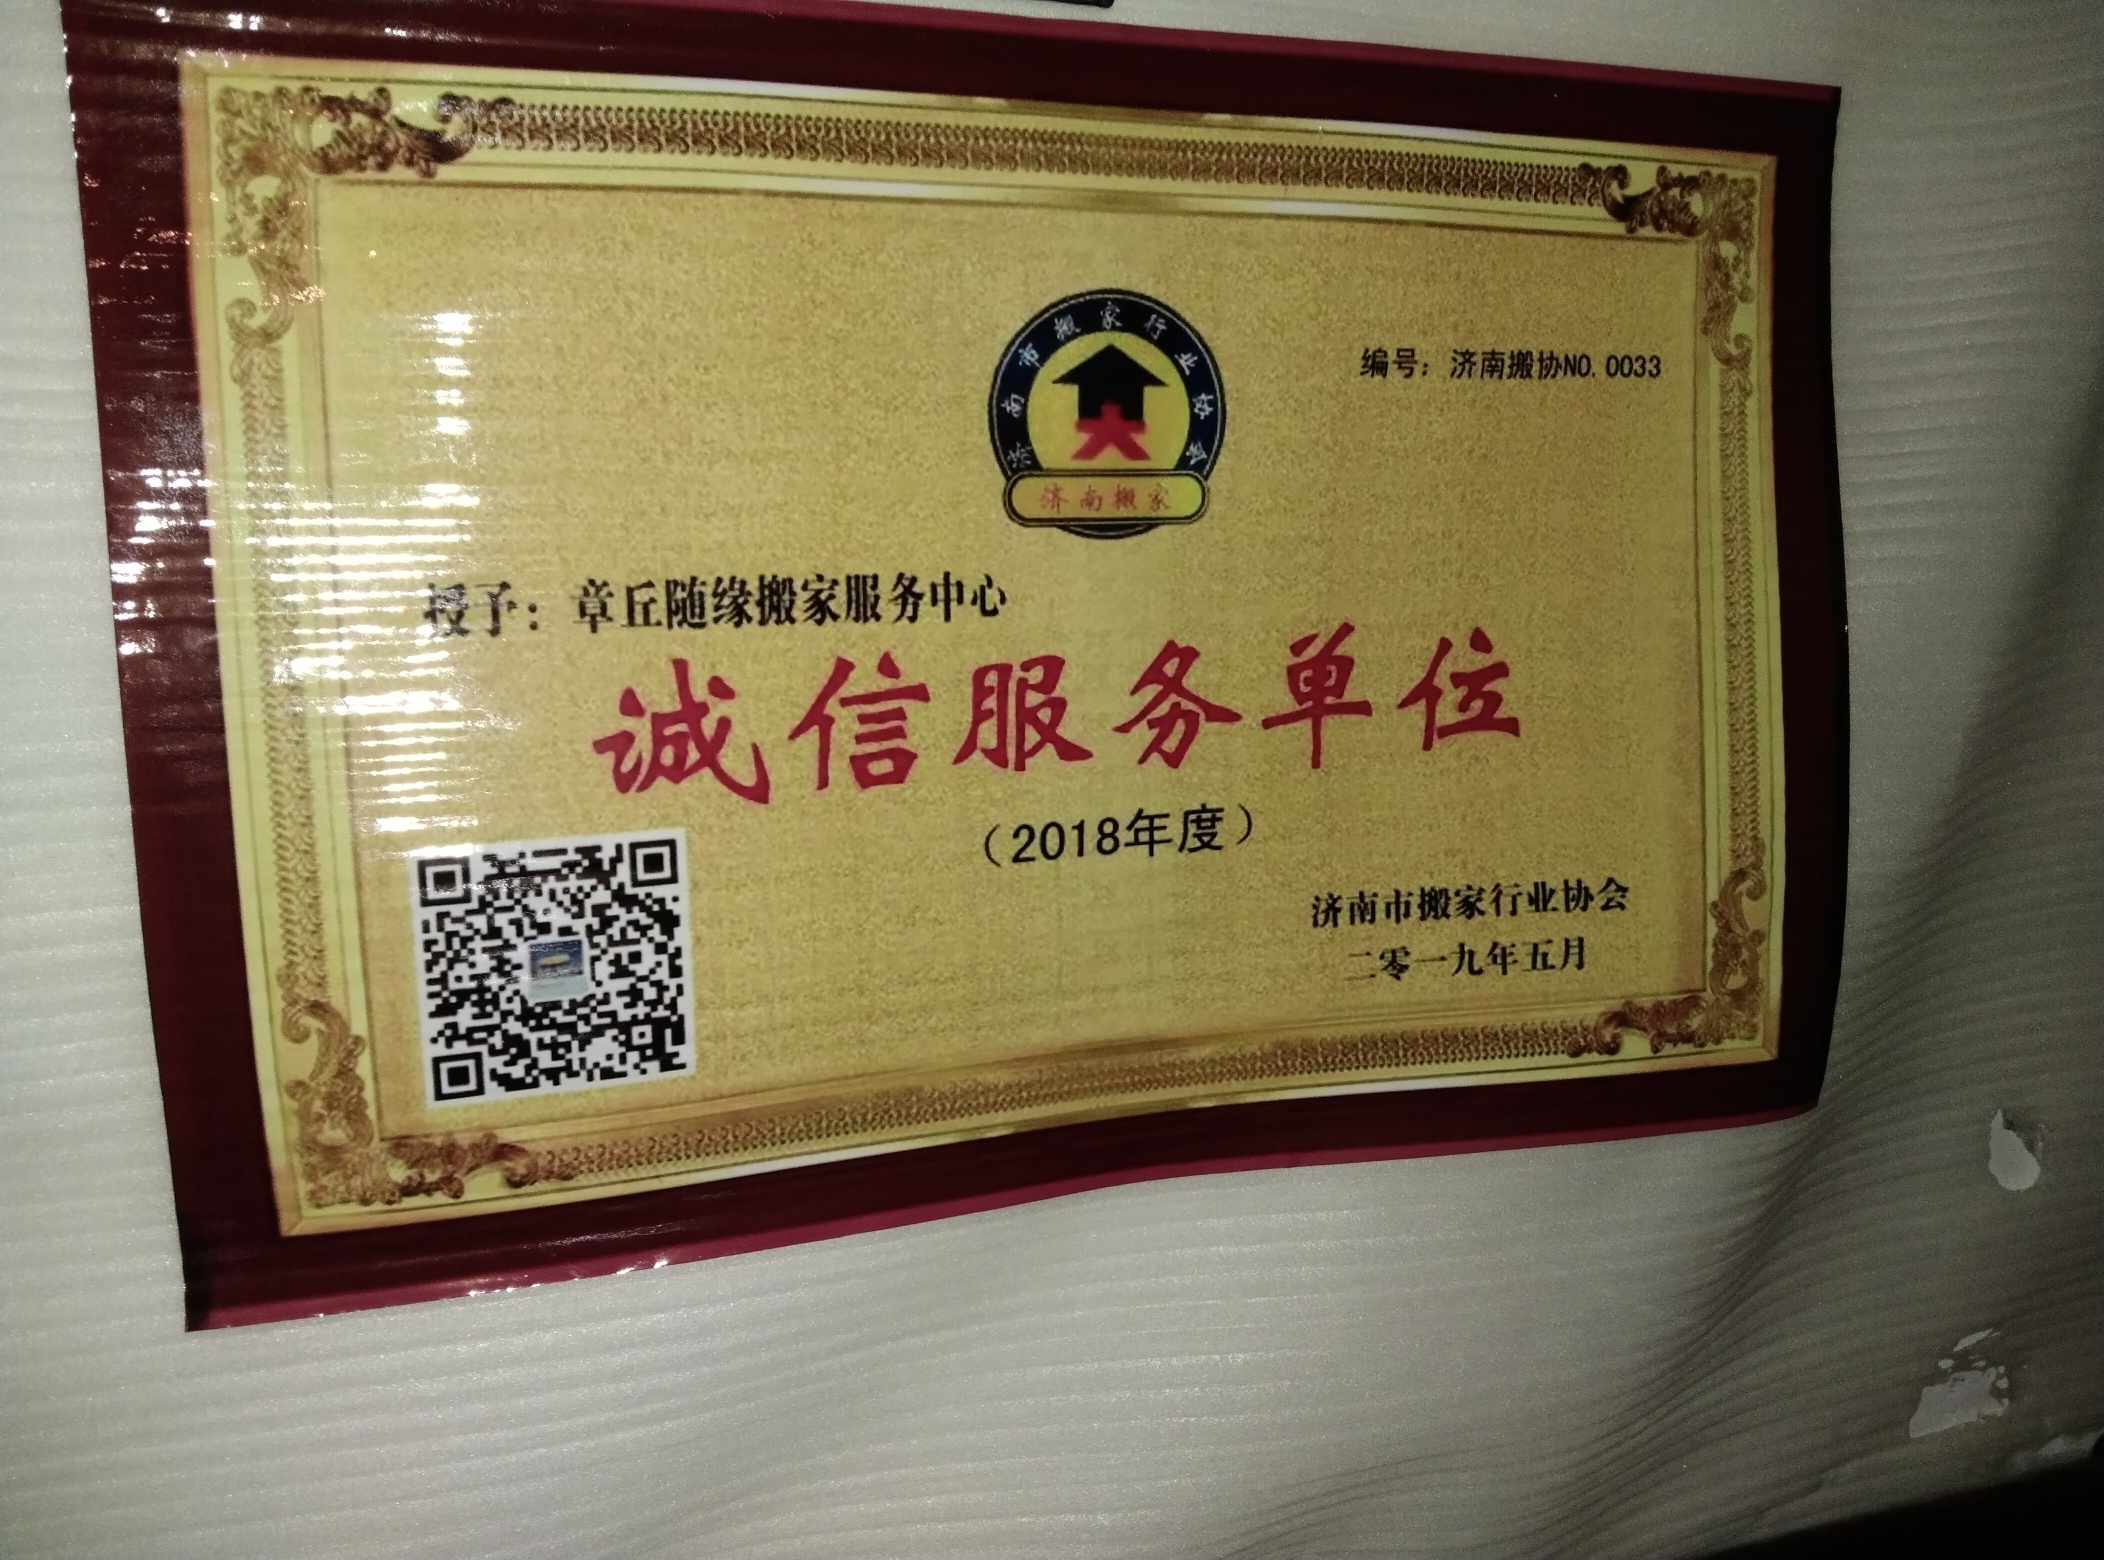 济南市搬家行业协会
济南搬家
编号：济南搬协NO.0033
授予：章丘随缘搬家服务中心
诚信服务单位
（2018年度）
济南市搬家行业协会
二零一九年五月